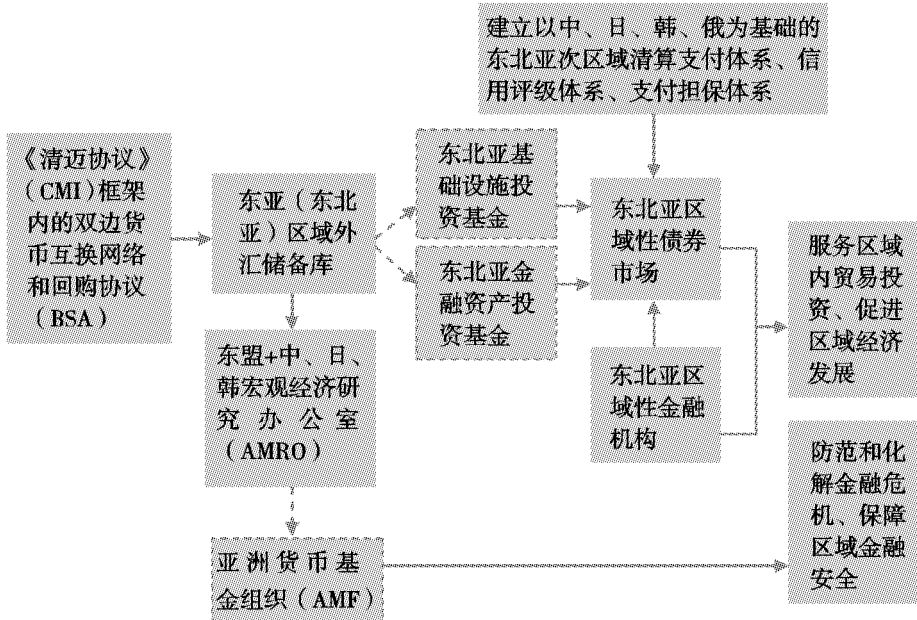 建立以中、日、韩、俄为基础的
东北亚次区域清算支付体系、信
用评级体系、支付担保体系
《清迈协议》
（CMI）框架
内的双边货
币互换网络
和回购协议
（BSA）
东亚（东北
亚）区域外
汇储备库
东北亚基
础设施投
资基金
东北亚金
融资产投
资基金
东北亚区
域性债券
市场
服务区域
内贸易投
资、促进
区域经济
发展
东盟+中、日、
韩宏观经济研
究办公室
（AMRO）
东北亚区
域性金融
机构
防范和化
解金融危
机、保障
区域金融
安全
亚洲货币基
金组织（AMF）